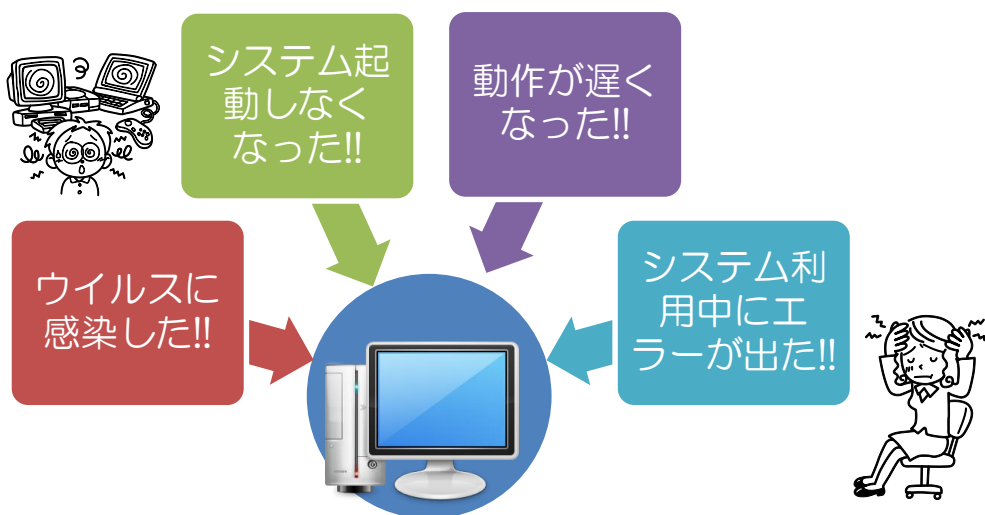 システム起
動しなく
なった!!
動作が遅く
なった!!
ウイルスに
感染した!!
システム利
用中にエ
ラーが出た!!